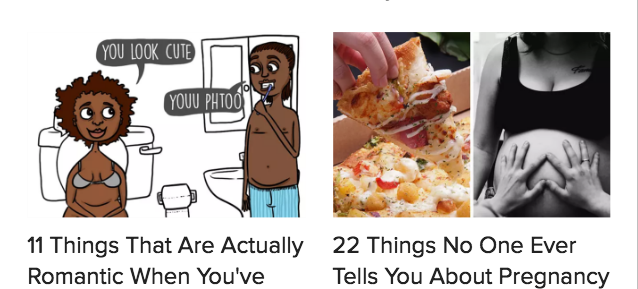 YOU LOOK CUTE
YOUU PHTOO
11 Things That Are Actually
Romantic When You've
22 Things No One Ever
Tells You About Pregnancy